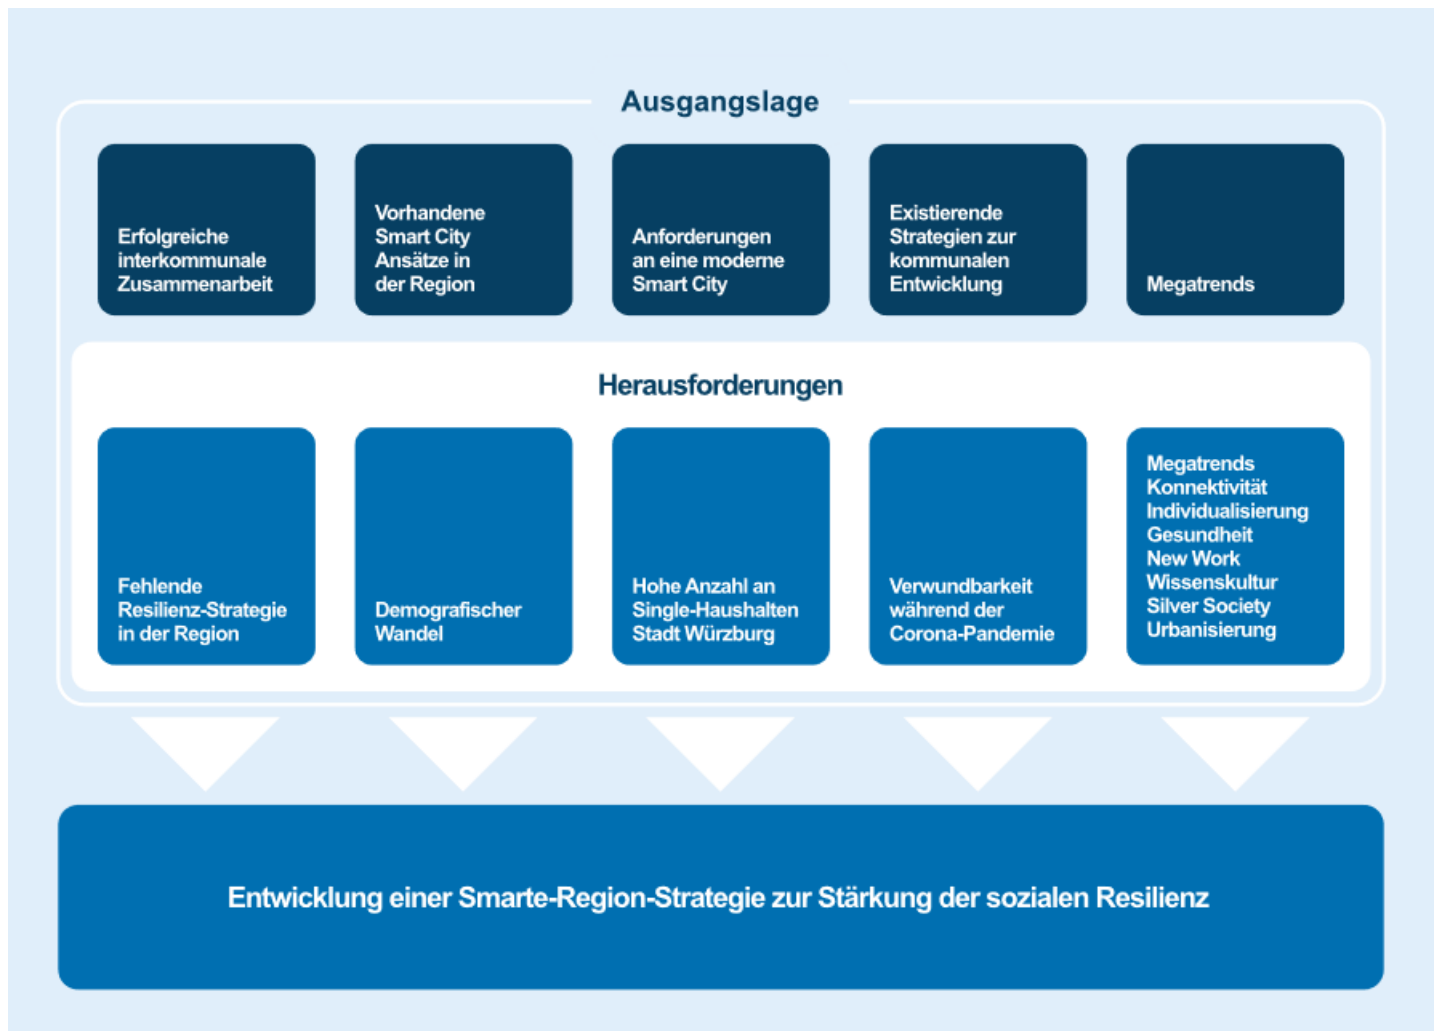 Ausgangslage
Erfolgreiche
interkommunale
Zusammenarbeit
Vorhandene
Smart City
Ansätze in
der Region
Anforderungen
an eine moderne
Smart City
Existierende
Strategien zur
kommunalen
Entwicklung
Megatrends
Herausforderungen
Fehlende
Resilienz-Strategie
in der Region
Demografischer
Wandel
Hohe Anzahl an
Single-Haushalten
Stadt Würzburg
Verwundbarkeit
während der
Corona-Pandemie
Megatrends
Konnektivität
Individualisierung
Gesundheit
New Work
Wissenskultur
Silver Society
Urbanisierung
Entwicklung einer Smarte-Region-Strategie zur Stärkung der sozialen Resilienz